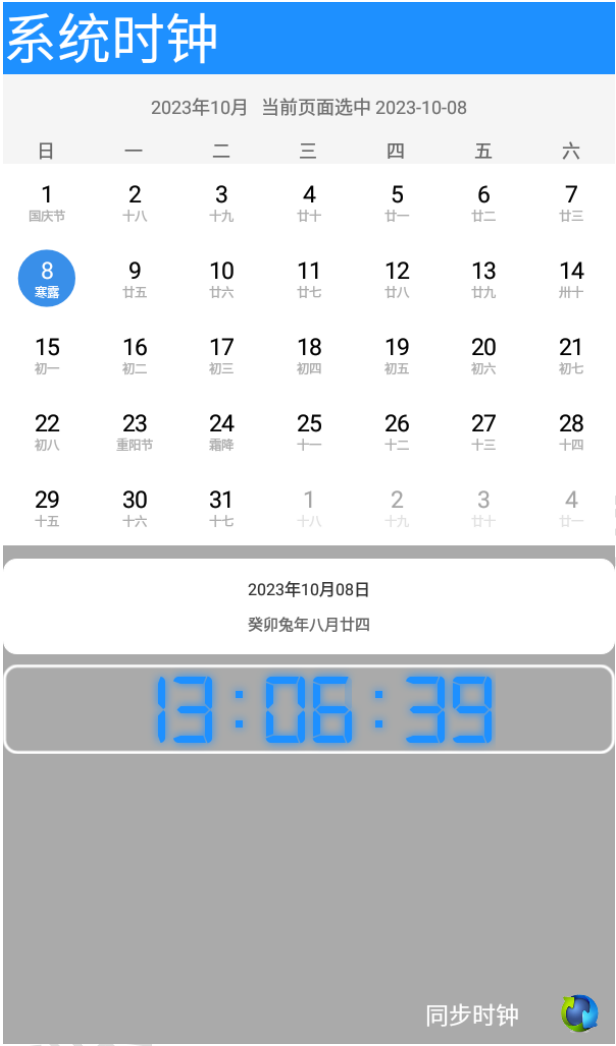 系统时钟
2023年10月 当前页面选中 2023-10-08
日 一 二 三 四 五 六
1 2 3 4 5 6 7
国庆节 十八 十九 廿十 廿一 廿二 廿三
8 9 10 11 12 13 14
寒露 廿五 廿六 廿七 廿八 廿九 卅十
15 16 17 18 19 20 21
初一 初二 初三 初四 初五 初六 初七
22 23 24 25 26 27 28
初八 重阳节 霜降 十一 十二 十三 十四
29 30 31 1 2 3 4
十五 十六 十七 十八 十九 廿十 廿一
2023年10月08日
癸卯兔年八月廿四
13:06:39
同步时钟